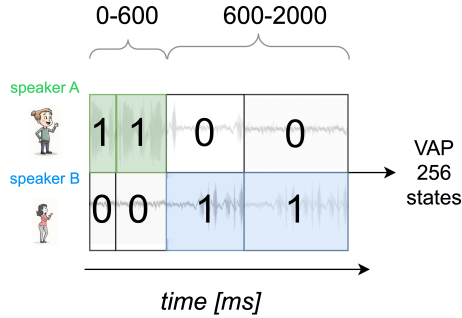 0-600 600-2000
speaker A
1 1 0 0
speaker B
0 0 1 1
VAP
256
states
time [ms]